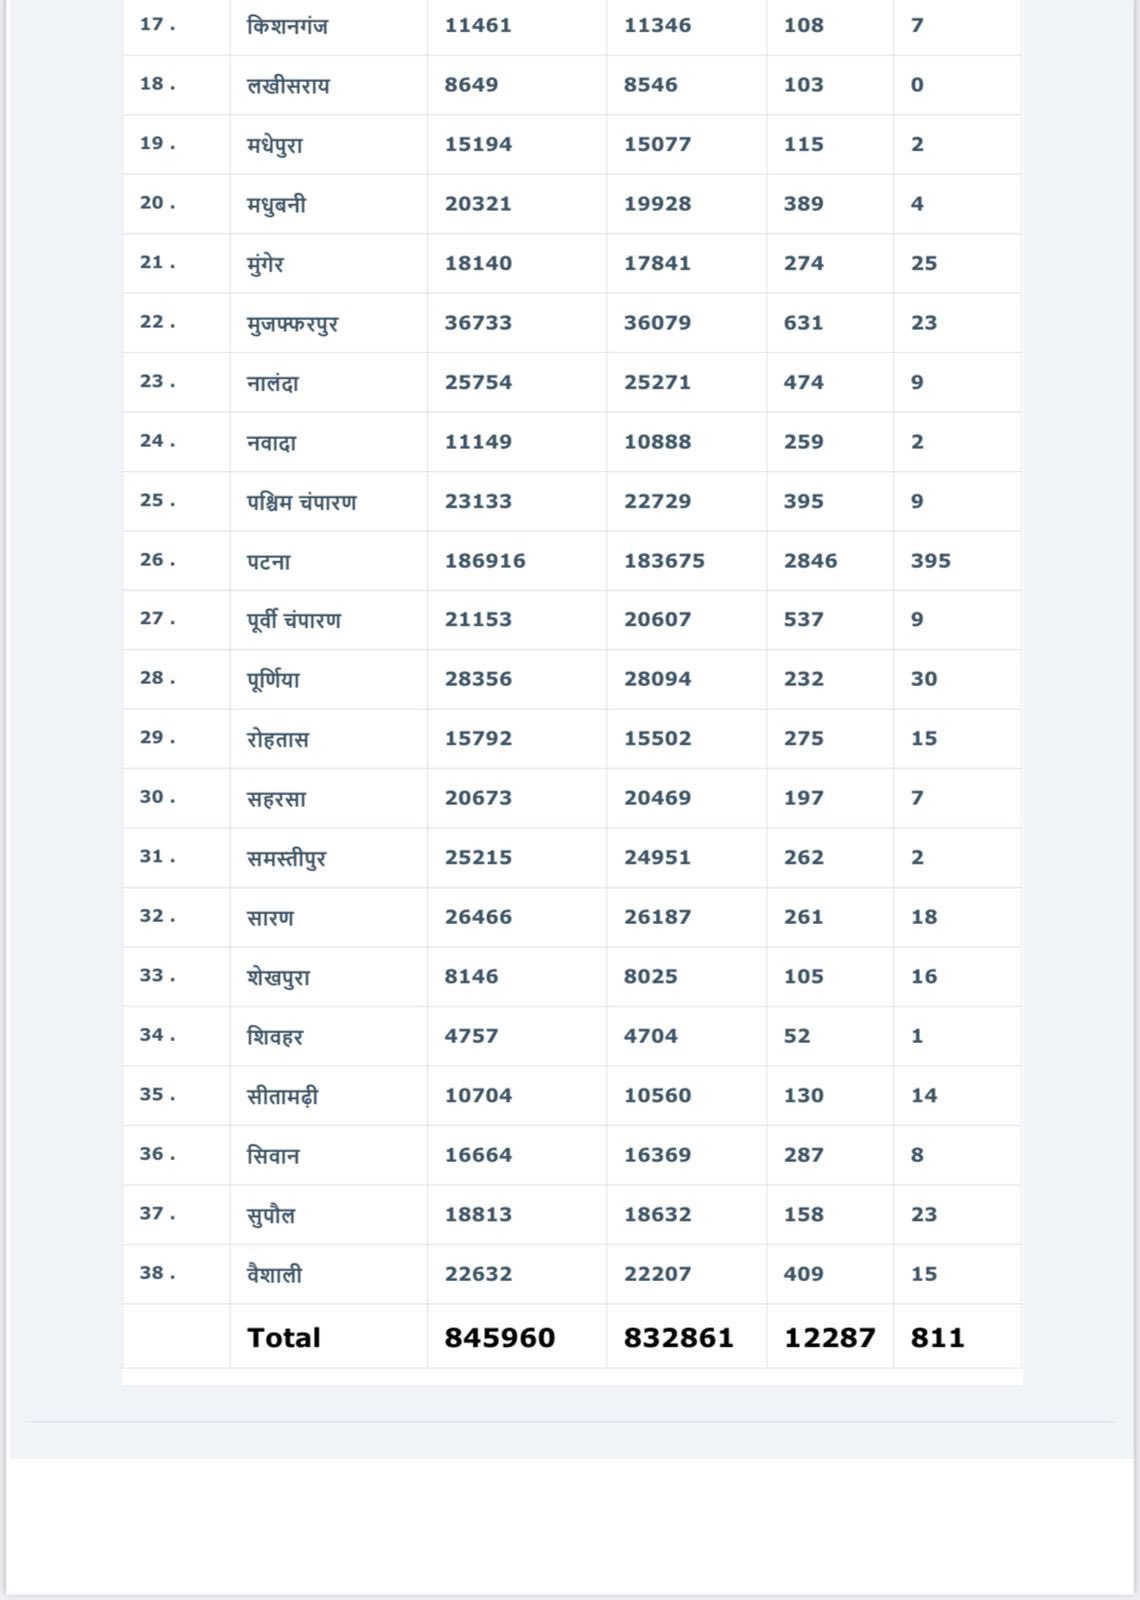 17 . किशनगंज 11461 11346 108 7
18 . लखीसराय 8649 8546 103 0
19 . मधेपुरा 15194 15077 115 2
20 . मधुबनी 20321 19928 389 4
21 . मुंगेर 18140 17841 274 25
22 . मुजफ्फरपुर 36733 36079 631 23
23 . नालंदा 25754 25271 474 9
24 . नवादा 11149 10888 259 2
25 . पश्चिम चंपारण 23133 22729 395 9
26 . पटना 186916 183675 2846 395
27 . पूर्वी चंपारण 21153 20607 537 9
28 . पूर्णिया 28356 28094 232 30
29 . रोहतास 15792 15502 275 15
30 . सहरसा 20673 20469 197 7
31 . समस्तीपुर 25215 24951 262 2
32 . सारण 26466 26187 261 18
33 . शेखपुरा 8146 8025 105 16
34 . शिवहर 4757 4704 52 1
35 . सीतामढ़ी 10704 10560 130 14
36 . सिवान 16664 16369 287 8
37 . सुपौल 18813 18632 158 23
38 . वैशाली 22632 22207 409 15
Total 845960 832861 12287 811